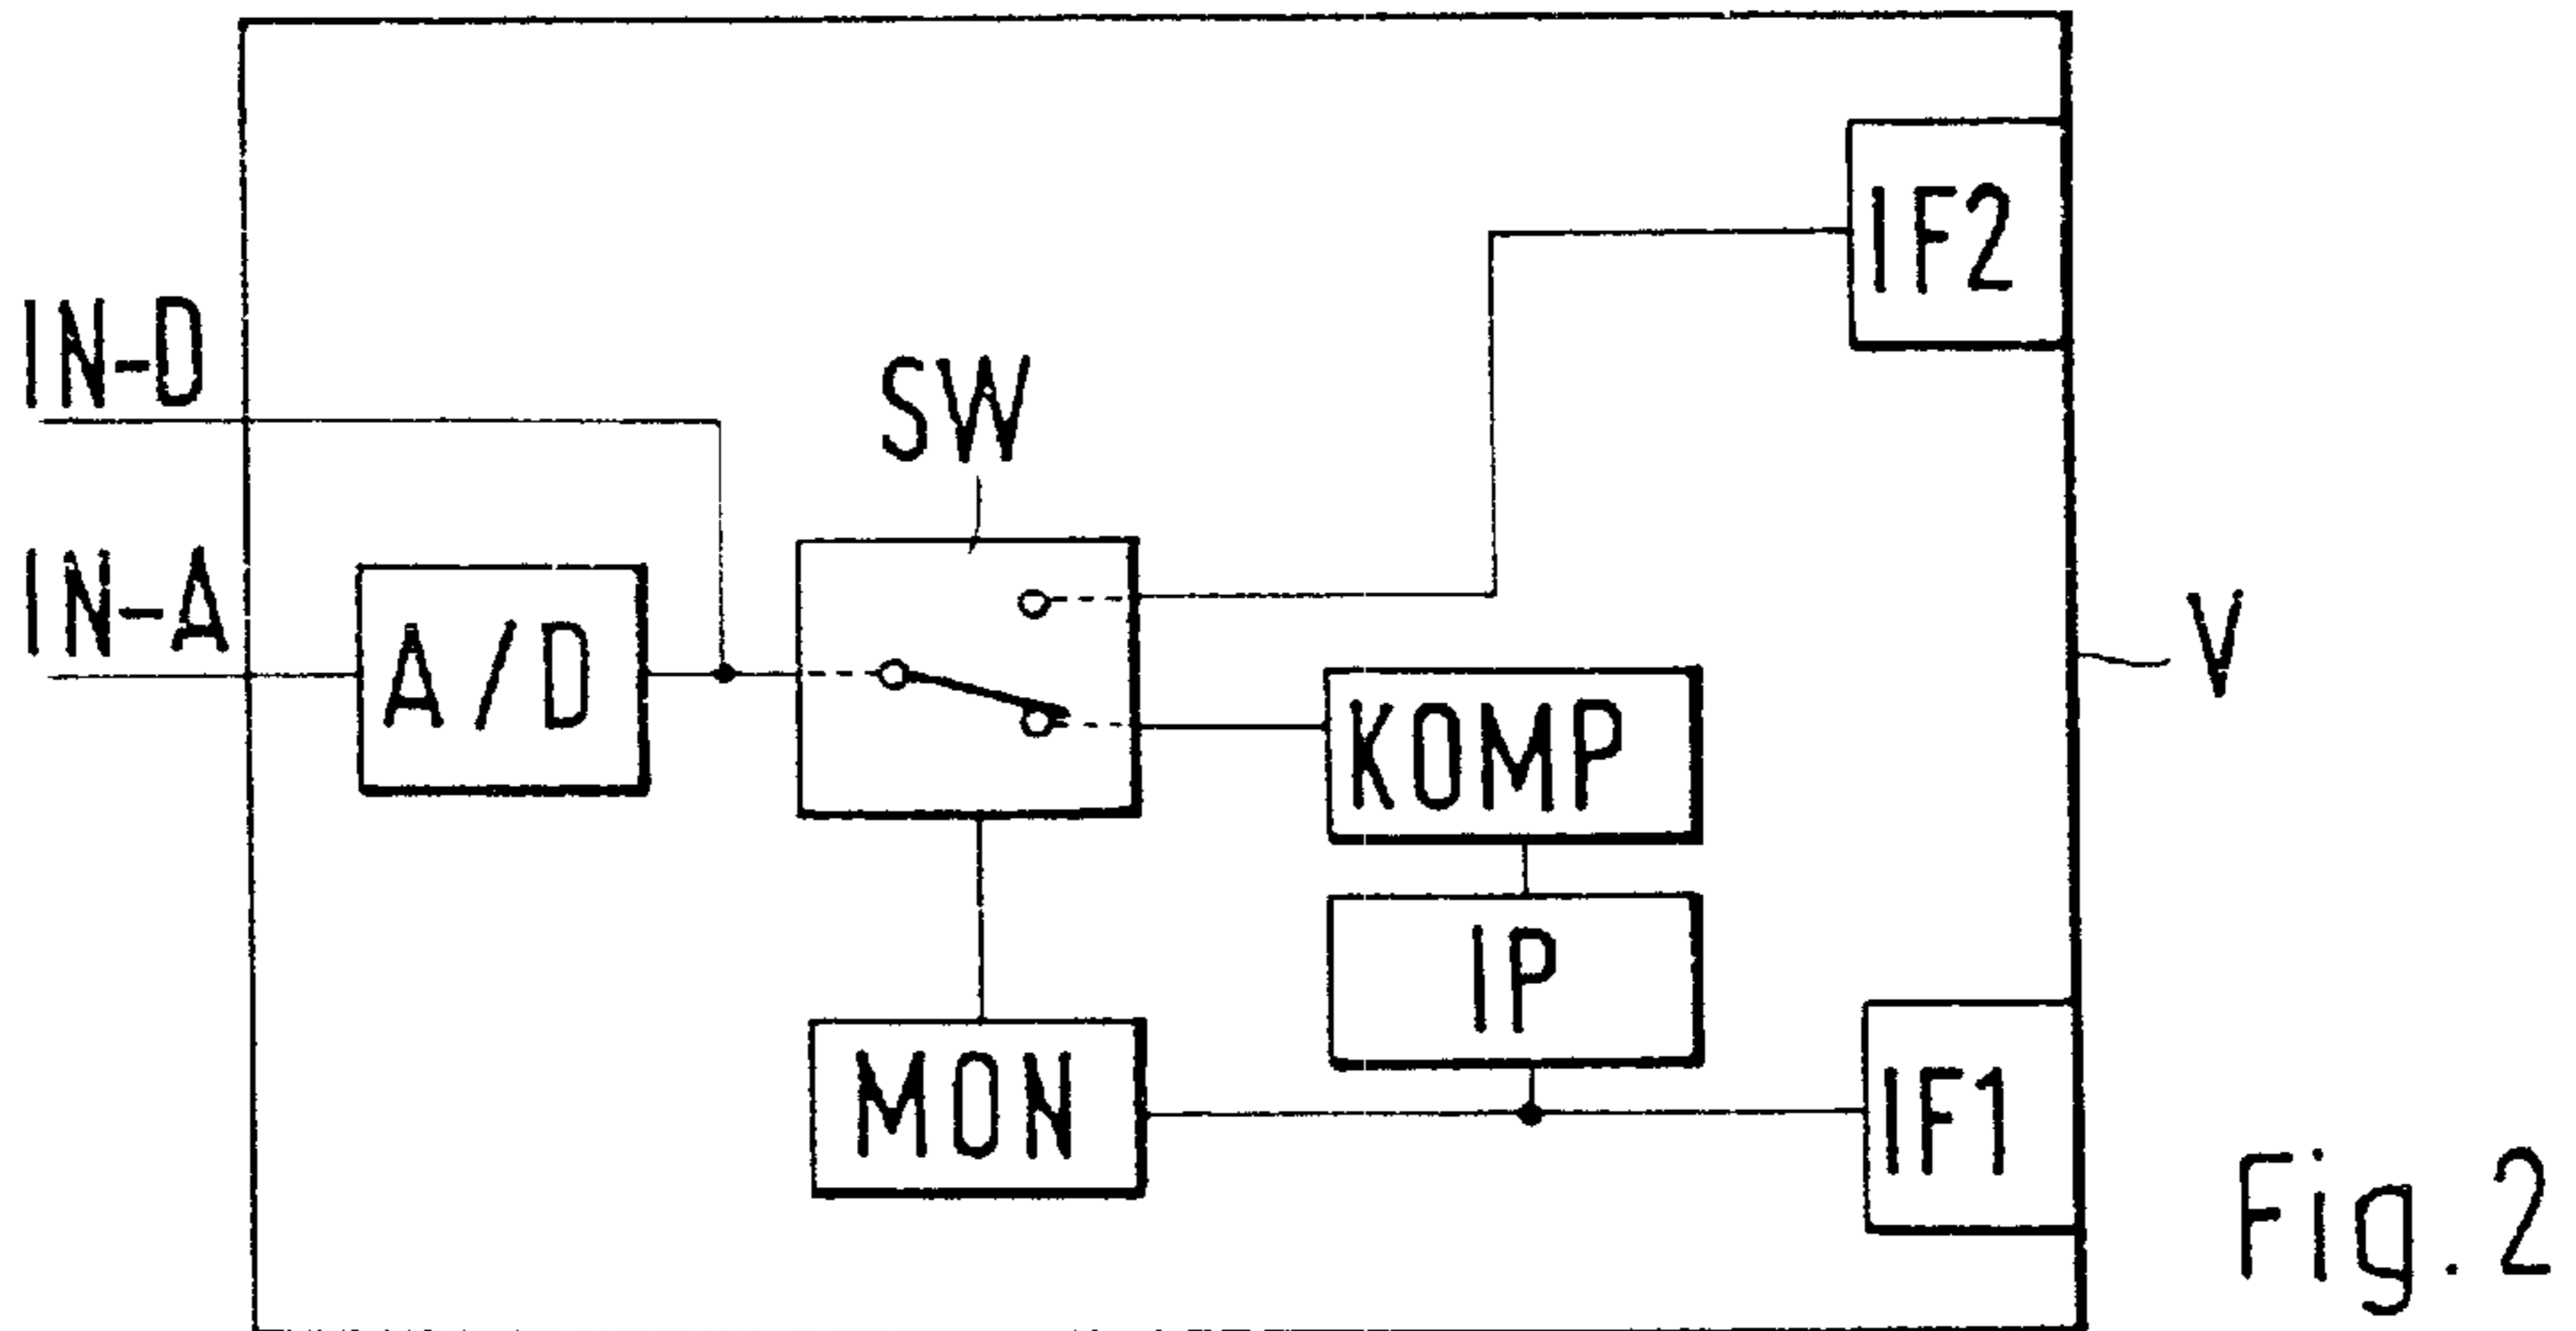 IF2
IN-D
SW
IN-A
A/D
V
KOMP
IP
MON
IF1
Fig. 2